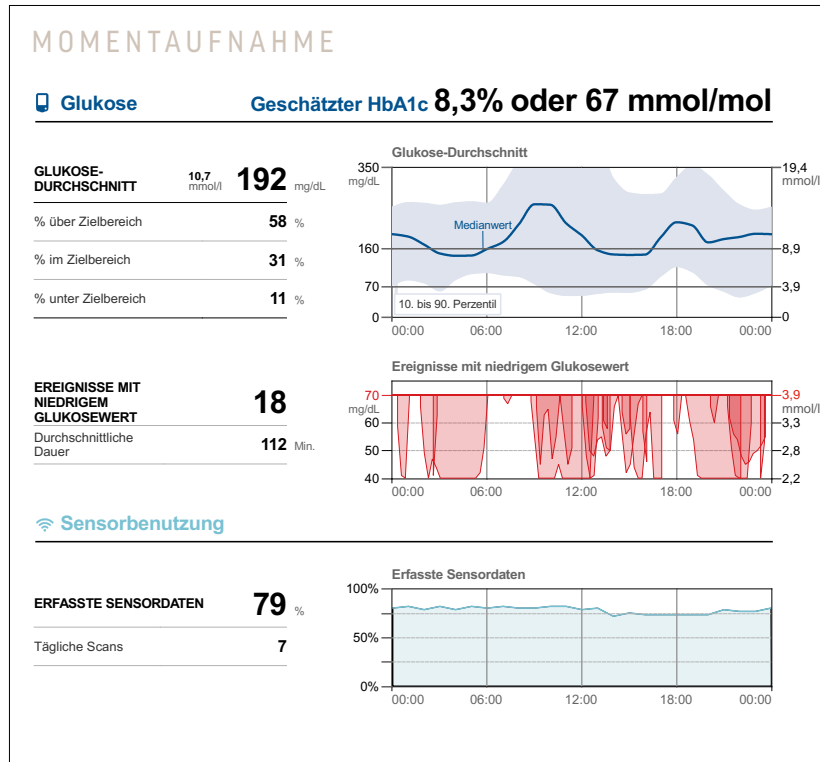 MOMENTAUFNAHME
Glukose
Geschätzter HbA1c 8,3% oder 67 mmol/mol
GLUKOSE-
DURCHSCHNITT
10,7
mmol/l
192 mg/dL
% über Zielbereich 58 %
% im Zielbereich 31 %
% unter Zielbereich 11 %
Glukose-Durchschnitt
350
mg/dL
160
70
0
19,4
mmol/l
8,9
3,9
0
Medianwert
10. bis 90. Perzentil
00:00 06:00 12:00 18:00 00:00
EREIGNISSE MIT
NIEDRIGEM
GLUKOSEWERT
18
Durchschnittliche
Dauer
112 Min.
Ereignisse mit niedrigem Glukosewert
70
mg/dL
60
50
40
3,9
mmol/l
3,3
2,8
2,2
00:00 06:00 12:00 18:00 00:00
Sensorbenutzung
ERFASSTE SENSORDATEN 79 %
Tägliche Scans 7
Erfasste Sensordaten
100%
50%
0%
00:00 06:00 12:00 18:00 00:00